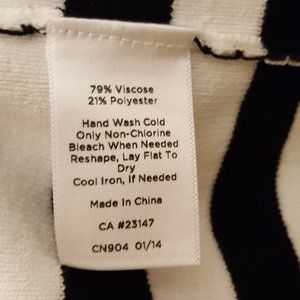 79% Viscose
21% Polyester
Hand Wash Cold
Only Non-Chlorine
Bleach When Needed
Reshape, Lay Flat To
Dry
Cool Iron, if Needed
Made In China
CA #23147
CN904 01/14